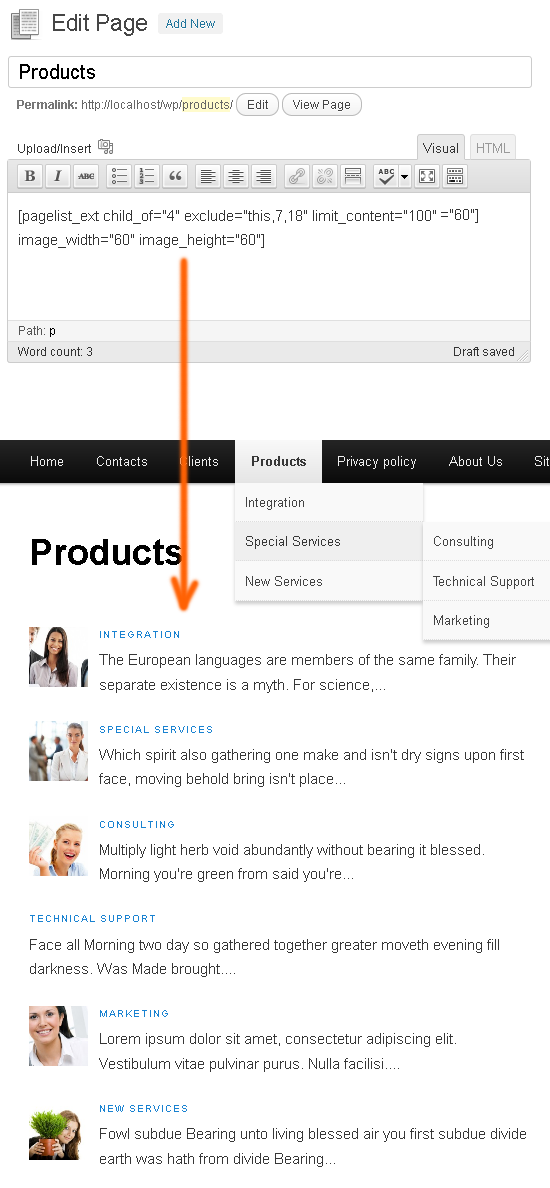 Edit Page Add New
Products
Permalink: http://localhost/wp/products/ Edit View Page
Upload/Insert Visual HTML
B I ABC 1 2 3 “ ABC
[pagelist_ext child_of="4" exclude="this,7,18" limit_content="100" ="60"]
image_width="60" image_height="60"]
Path: p
Word count: 3 Draft saved
Home Contacts Clients Products Privacy policy About Us Sit
Integration
Special Services Consulting
New Services Technical Support
Marketing
Products
INTEGRATION
The European languages are members of the same family. Their
separate existence is a myth. For science,...
SPECIAL SERVICES
Which spirit also gathering one make and isn't dry signs upon first
face, moving behold bring isn't place...
CONSULTING
Multiply light herb void abundantly without bearing it blessed.
Morning you're green from said you're...
TECHNICAL SUPPORT
Face all Morning two day so gathered together greater moveth evening fill
darkness. Was Made brought....
MARKETING
Lorem ipsum dolor sit amet, consectetur adipiscing elit.
Vestibulum vitae pulvinar purus. Nulla facilisi....
NEW SERVICES
Fowl subdue Bearing unto living blessed air you first subdue divide
earth was hath from divide Bearing...